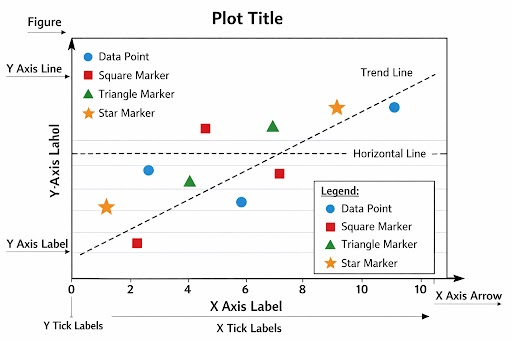 Plot Title
Figure
Data Point
Y Axis Line
Square Marker
Trend Line
Triangle Marker
Star Marker
Y-Axis Lahol
Horizontal Line
Legend:
Data Point
Square Marker
Triangle Marker
Star Marker
Y Axis Label
0 2 4 6 8 10 10
X Axis Label
X Axis Arrow
Y Tick Labels
X Tick Labels